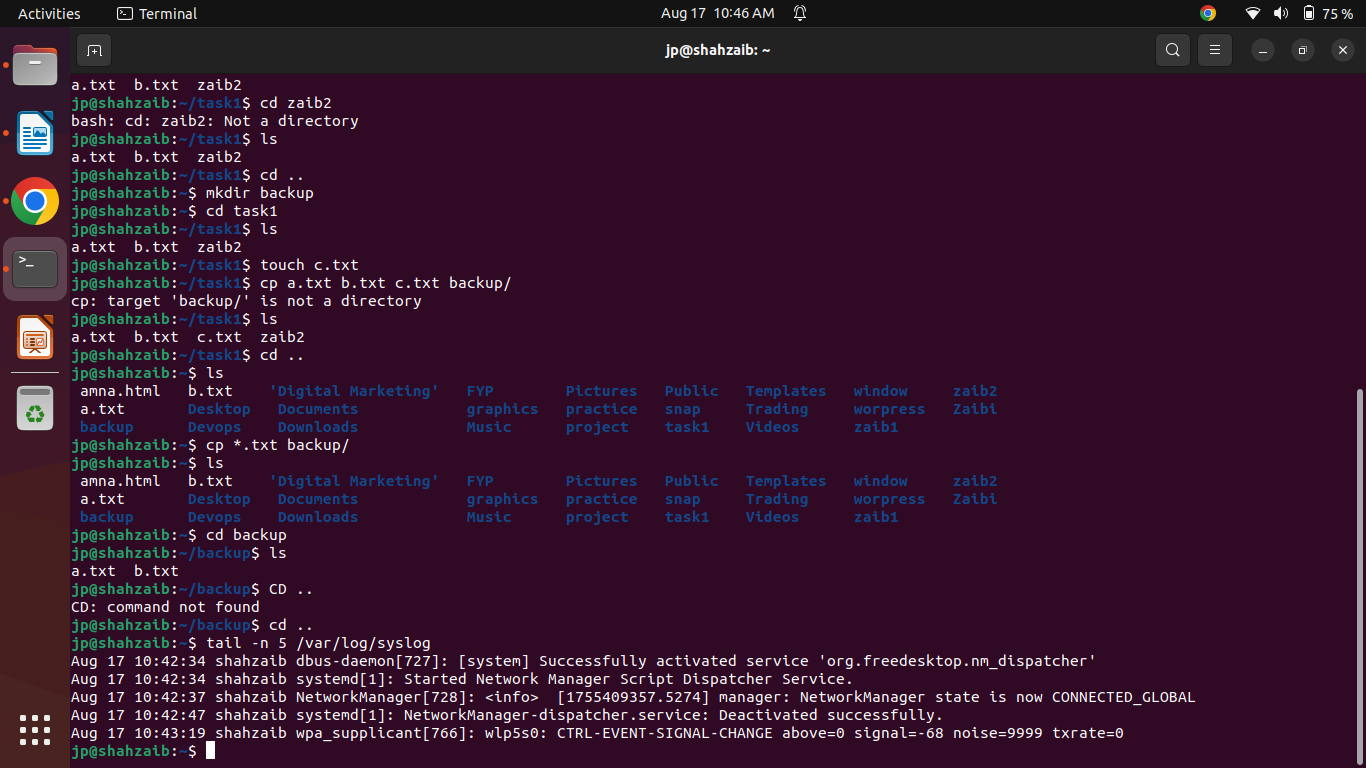 Activities Terminal Aug 17 10:46 AM 75 %
jp@shahzaib: ~
a.txt  b.txt  zaib2
jp@shahzaib:~/task1$ cd zaib2
bash: cd: zaib2: Not a directory
jp@shahzaib:~/task1$ ls
a.txt  b.txt  zaib2
jp@shahzaib:~/task1$ cd ..
jp@shahzaib:~$ mkdir backup
jp@shahzaib:~$ cd task1
jp@shahzaib:~/task1$ ls
a.txt  b.txt  zaib2
jp@shahzaib:~/task1$ touch c.txt
jp@shahzaib:~/task1$ cp a.txt b.txt c.txt backup/
cp: target 'backup/' is not a directory
jp@shahzaib:~/task1$ ls
a.txt  b.txt  c.txt  zaib2
jp@shahzaib:~/task1$ cd ..
jp@shahzaib:~$ ls
 amna.html   b.txt    'Digital Marketing'   FYP        Pictures   Public   Templates   window     zaib2
 a.txt       Desktop   Documents            graphics   practice   snap     Trading     worpress   Zaibi
 backup      Devops    Downloads            Music      project    task1    Videos      zaib1
jp@shahzaib:~$ cp *.txt backup/
jp@shahzaib:~$ ls
 amna.html   b.txt    'Digital Marketing'   FYP        Pictures   Public   Templates   window     zaib2
 a.txt       Desktop   Documents            graphics   practice   snap     Trading     worpress   Zaibi
 backup      Devops    Downloads            Music      project    task1    Videos      zaib1
jp@shahzaib:~$ cd backup
jp@shahzaib:~/backup$ ls
a.txt  b.txt
jp@shahzaib:~/backup$ CD ..
CD: command not found
jp@shahzaib:~/backup$ cd ..
jp@shahzaib:~$ tail -n 5 /var/log/syslog
Aug 17 10:42:34 shahzaib dbus-daemon[727]: [system] Successfully activated service 'org.freedesktop.nm_dispatcher'
Aug 17 10:42:34 shahzaib systemd[1]: Started Network Manager Script Dispatcher Service.
Aug 17 10:42:37 shahzaib NetworkManager[728]: <info>  [1755409357.5274] manager: NetworkManager state is now CONNECTED_GLOBAL
Aug 17 10:42:47 shahzaib systemd[1]: NetworkManager-dispatcher.service: Deactivated successfully.
Aug 17 10:43:19 shahzaib wpa_supplicant[766]: wlp5s0: CTRL-EVENT-SIGNAL-CHANGE above=0 signal=-68 noise=9999 txrate=0
jp@shahzaib:~$